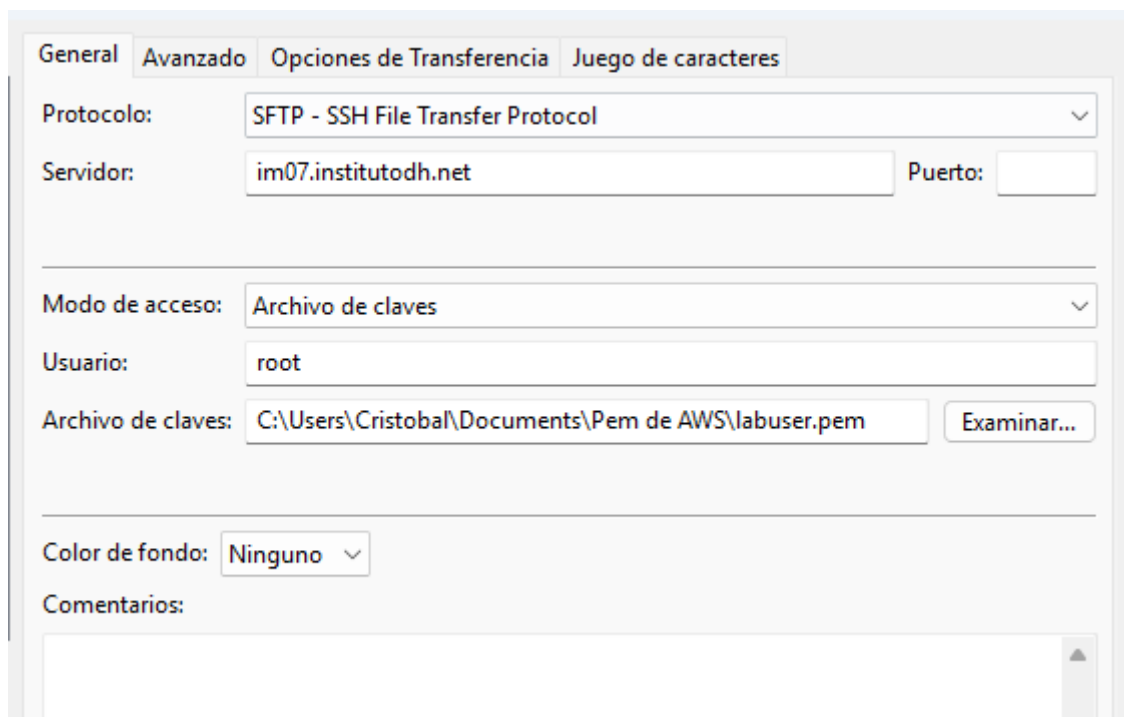 General Avanzado Opciones de Transferencia Juego de caracteres
Protocolo: SFTP - SSH File Transfer Protocol
Servidor: im07.institutodh.net Puerto:
Modo de acceso: Archivo de claves
Usuario: root
Archivo de claves: C:\Users\Cristobal\Documents\Pem de AWS\labuser.pem Examinar...
Color de fondo: Ninguno
Comentarios: